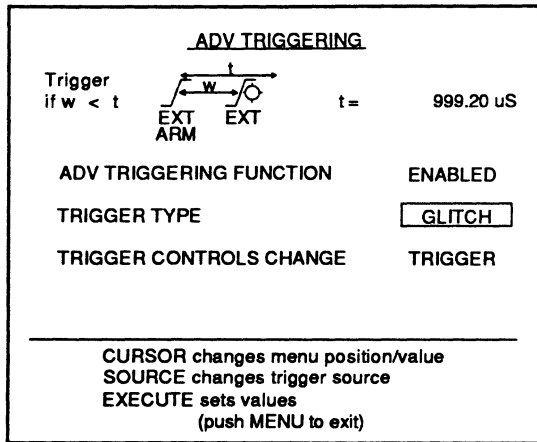 ADV TRIGGERING
t
Trigger
if w < t
w
t = 999.20 uS
EXT EXT
ARM
ADV TRIGGERING FUNCTION ENABLED
TRIGGER TYPE GLITCH
TRIGGER CONTROLS CHANGE TRIGGER
CURSOR changes menu position/value
SOURCE changes trigger source
EXECUTE sets values
(push MENU to exit)